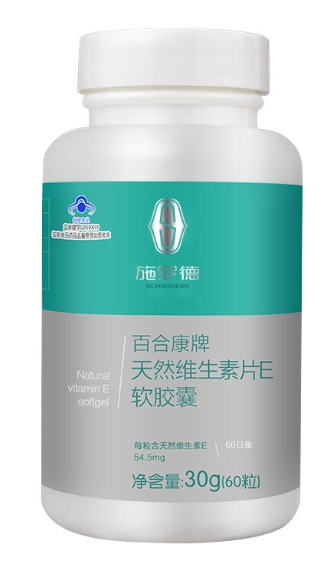 施罗德
SCHRODERS
百合康牌
天然维生素片E
软胶囊
Natural
vitamin E
softgel
每粒含天然维生素E
54.5mg
60日量
净含量:30g(60粒)